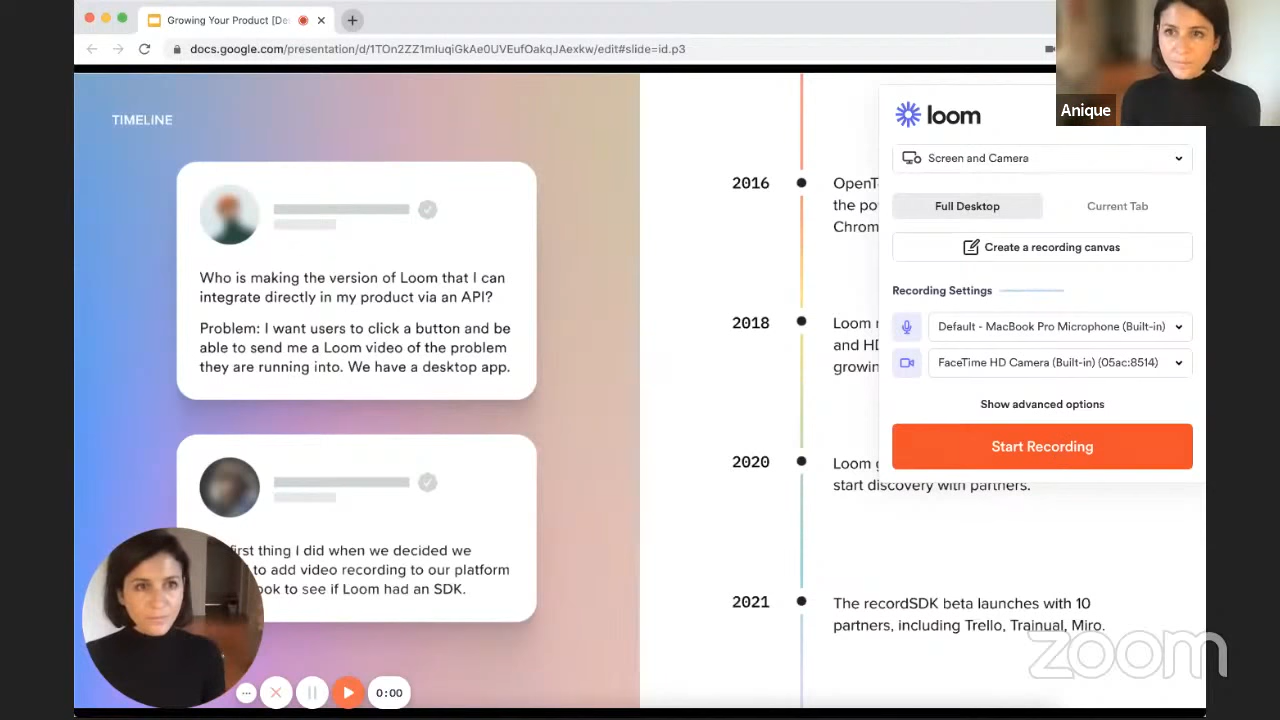 Growing Your Product [De
docs.google.com/presentation/d/1TOn2ZZ1mluqiGkAe0UVEufOakqJAexkw/edit#slide=id.p3
Anique
TIMELINE
Who is making the version of Loom that I can
integrate directly in my product via an API?
Problem: I want users to click a button and be
able to send me a Loom video of the problem
they are running into. We have a desktop app.
first thing I did when we decided we
to add video recording to our platform
ook to see if Loom had an SDK.
0:00
2016
OpenT
the po
Chrom
2018
Loom
and HD
growin
2020
Loom
start discovery with partners.
2021
The recordSDK beta launches with 10
partners, including Trello, Trainual, Miro.
loom
Screen and Camera
Full Desktop
Current Tab
Create a recording canvas
Recording Settings
Default - MacBook Pro Microphone (Built-in)
FaceTime HD Camera (Built-in) (05ac:8514)
Show advanced options
Start Recording
zoom